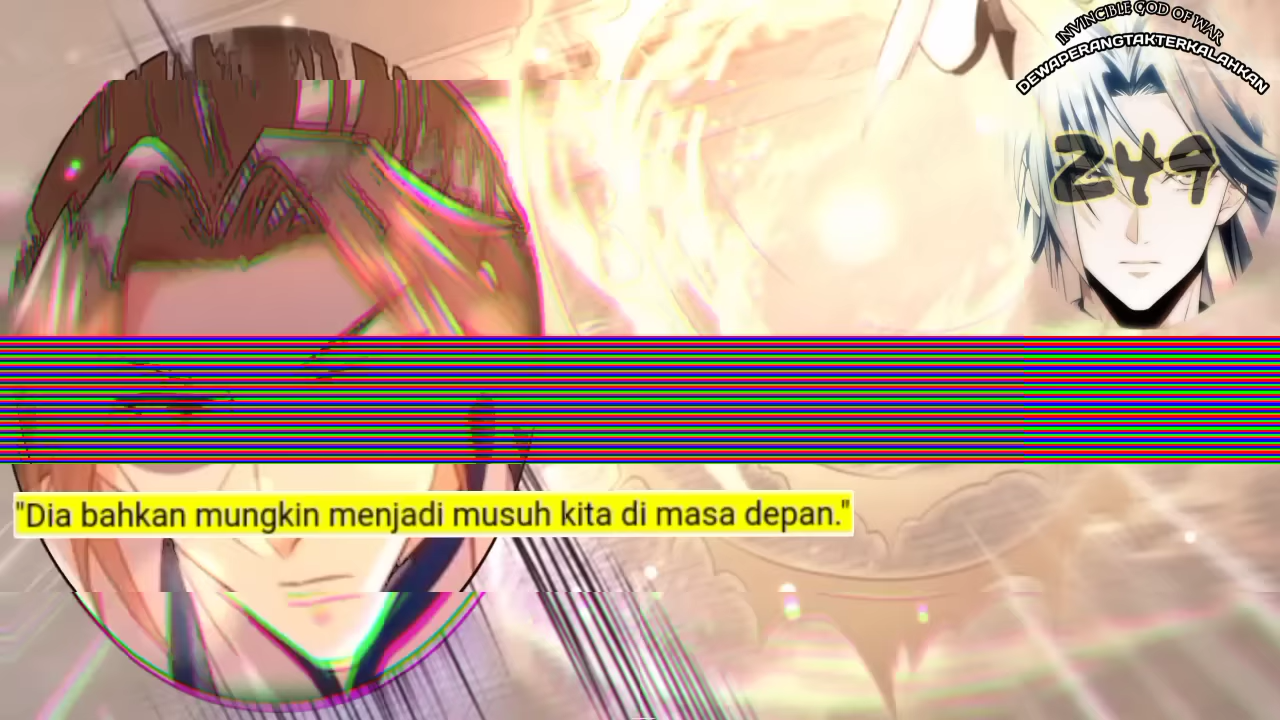 INVINCIBLE GOD OF WAR
DEWAPERANGTAKTERKALAHKAN
249
"Dia bahkan mungkin menjadi musuh kita di masa depan."